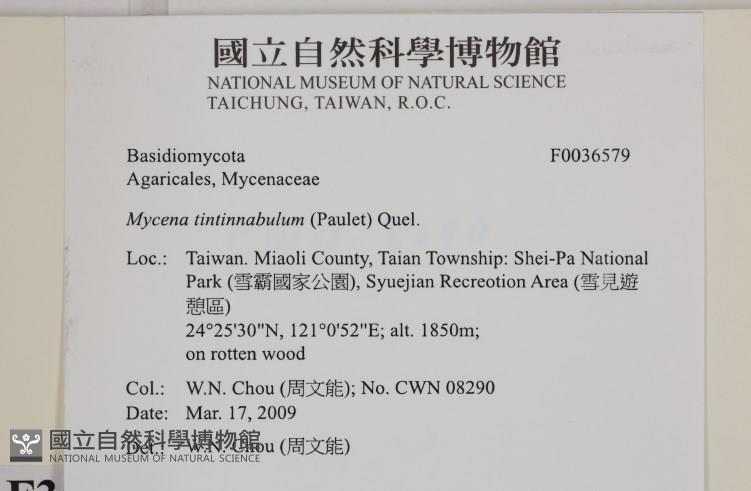 國立自然科學博物館
NATIONAL MUSEUM OF NATURAL SCIENCE
TAICHUNG, TAIWAN, R.O.C.
Basidiomycota F0036579
Agaricales, Mycenaceae
Mycena tintinnabulum (Paulet) Quel.
Loc.: Taiwan. Miaoli County, Taian Township: Shei-Pa National
Park (雪霸國家公園), Syuejian Recreotion Area (雪見遊
憩區)
24°25'30"N, 121°0'52"E; alt. 1850m;
on rotten wood
Col.: W.N. Chou (周文能); No. CWN 08290
Date: Mar. 17, 2009
Det.: W.N. Chou (周文能)
國立自然科學博物館
NATIONAL MUSEUM OF NATURAL SCIENCE